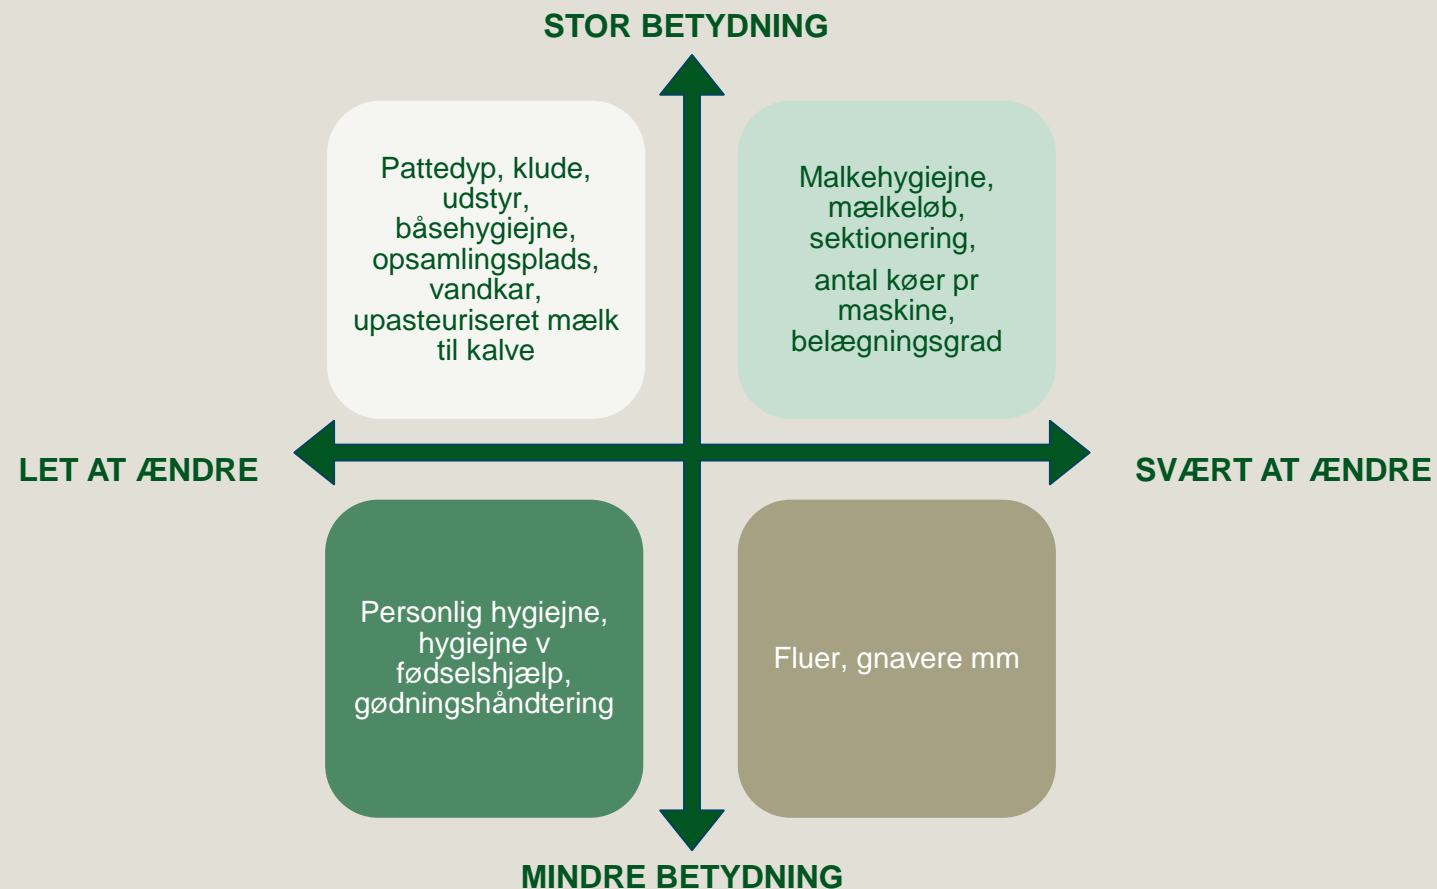 STOR BETYDNING
Pattedyp, klude,
udstyr,
båsehygiejne,
opsamlingsplads,
vandkar,
upasteuriseret mælk
til kalve
Malkehygiejne,
mælkeløb,
sektionering,
antal køer pr
maskine,
belægningsgrad
LET AT ÆNDRE
SVÆRT AT ÆNDRE
Personlig hygiejne,
hygiejne v
fødselshjælp,
gødningshåndtering
Fluer, gnavere mm
MINDRE BETYDNING